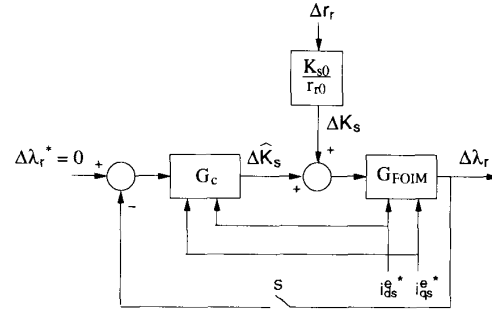 Δr_r
K_s0
r_r0
ΔK_s
Δλ_r* = 0
+
−
G_c
ΔK̂_s
+
+
G_FOIM
Δλ_r
i_ds^e*
i_qs^e*
S